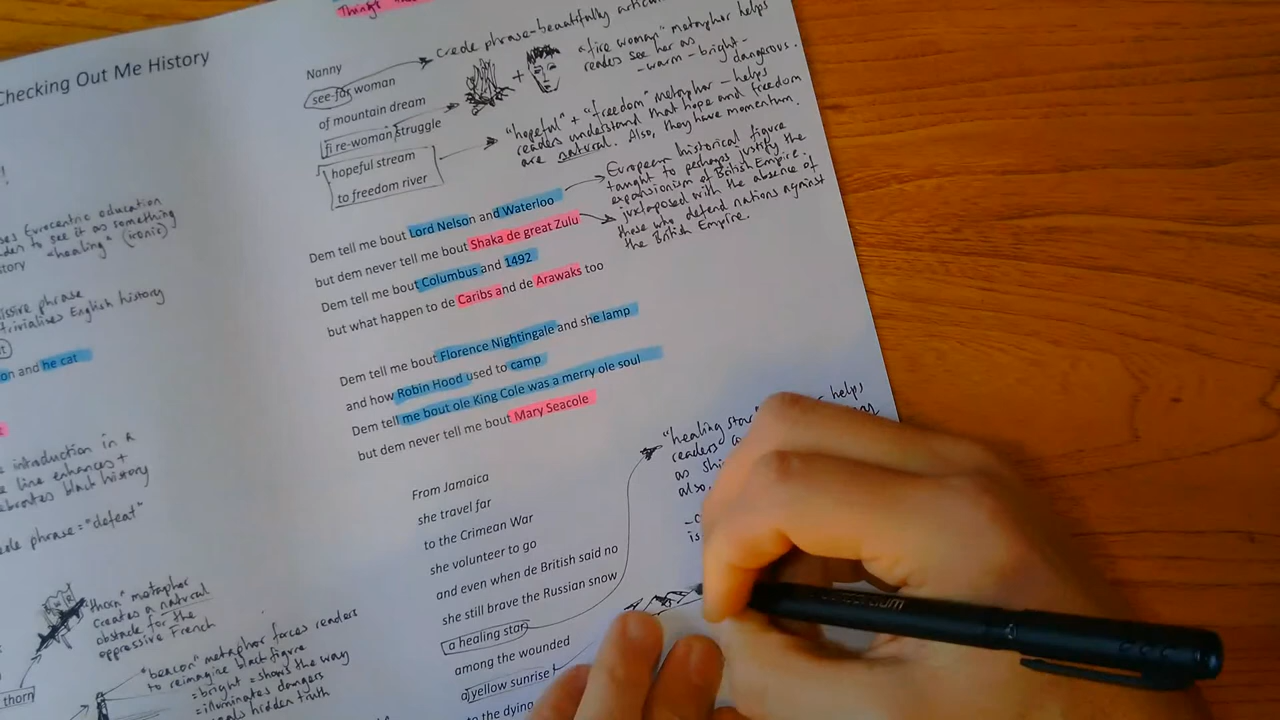 Things
Checking Out Me History
Nanny
see-far woman
of mountain dream
fire-woman struggle
hopeful stream
to freedom river
creole phrase - beautifully
"fire woman" metaphor helps
readers see her as
- warm - bright -
dangerous.
"hopeful" + "freedom" metaphor - helps
readers understand that hope and freedom
are natural. Also, they have momentum.
Dem tell me bout Lord Nelson and Waterloo
but dem never tell me bout Shaka de great Zulu
Dem tell me bout Columbus and 1492
but what happen to de Caribs and de Arawaks too
European historical figure
taught to perhaps justify the
expansionism of British Empire.
juxtaposed with the absence of
those who defend nations against
the British Empire.
Dem tell me bout Florence Nightingale and she lamp
and how Robin Hood used to camp
Dem tell me bout ole King Cole was a merry ole soul
but dem never tell me bout Mary Seacole
From Jamaica
she travel far
to the Crimean War
she volunteer to go
and even when de British said no
she still brave the Russian snow
a healing star
among the wounded
a yellow sunrise
to the dying
"healing star helps
readers
as
also,
is
Eurocentric education
to see it as something
"healing" (ironic)
phrase
trivialises English history
and he cat
introduction in a
line enhances +
celebrates black history
phrase = "defeat"
"thorn" metaphor
creates a natural
obstacle for the
oppressive French
thorn
"beacon" metaphor forces readers
to reimagine black figure
= bright = shows the way
= illuminates dangers
hidden truth